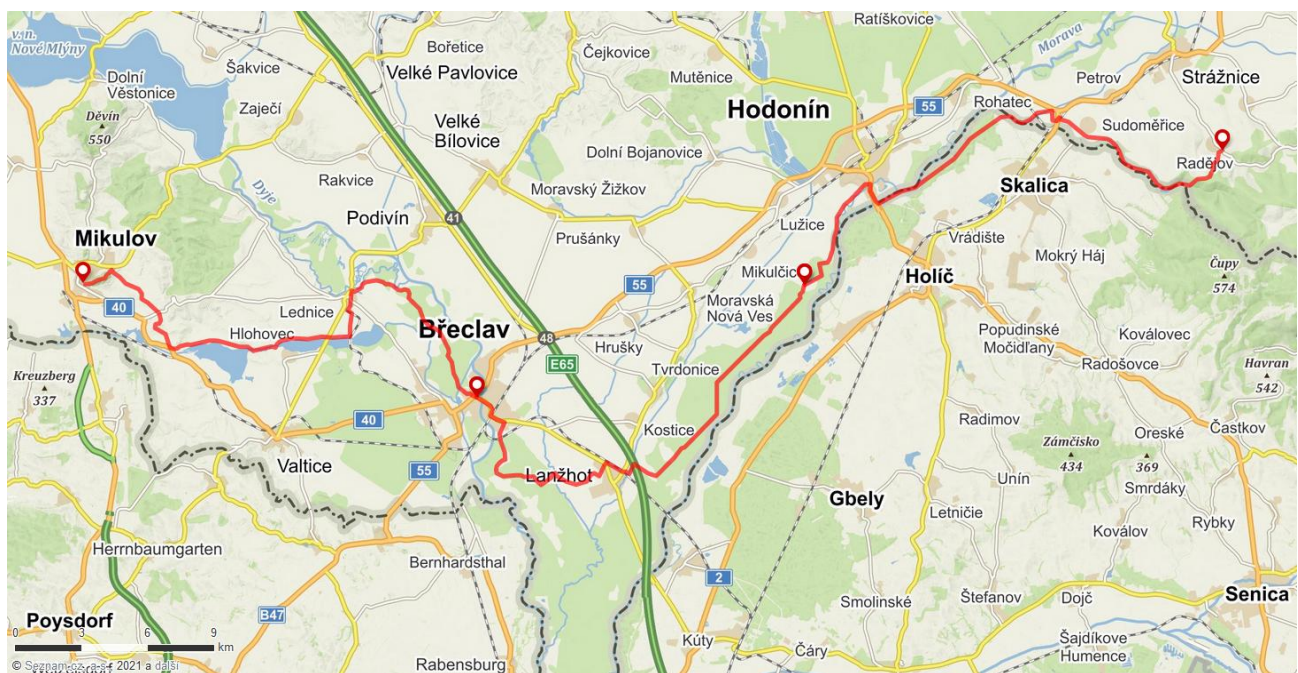 Ratíškovice
v. n.
Nové Mlýny
Šakvice
Bořetice
Čejkovice
Morava
Strážnice
Dolní
Věstonice
Velké Pavlovice
Mutěnice
Petrov
Zaječí
Hodonín
55
Rohatec
Děvín
550
Velké
Bílovice
Sudoměřice
Dolní Bojanovice
Radějov
Rakvice
Dyje
Moravský Žižkov
Skalica
Podivín
41
Lužice
Mikulov
Prušánky
Vrádište
Mokrý Háj
Mikulčic
Holíč
Čupy
574
55
40
Lednice
Moravská
Nová Ves
Hlohovec
Břeclav
48
Popudinské
Močidľany
Koválovec
Hrušky
E65
Radošovce
Havran
542
Kreuzberg
337
Tvrdonice
40
Kostice
Radimov
Oreské
Častkov
Zámčisko
434
369
Valtice
55
Lanžhot
Unín
Smrdáky
Gbely
Letničie
Koválov
Rybky
Herrnbaumgarten
Bernhardsthal
2
Senica
Smolinské
Štefanov
Dojč
B47
Poysdorf
Šajdíkove
Humence
0 3 6 9
km
Kúty
Čáry
Rabensburg
© Seznam.cz, a.s. 2021 a další